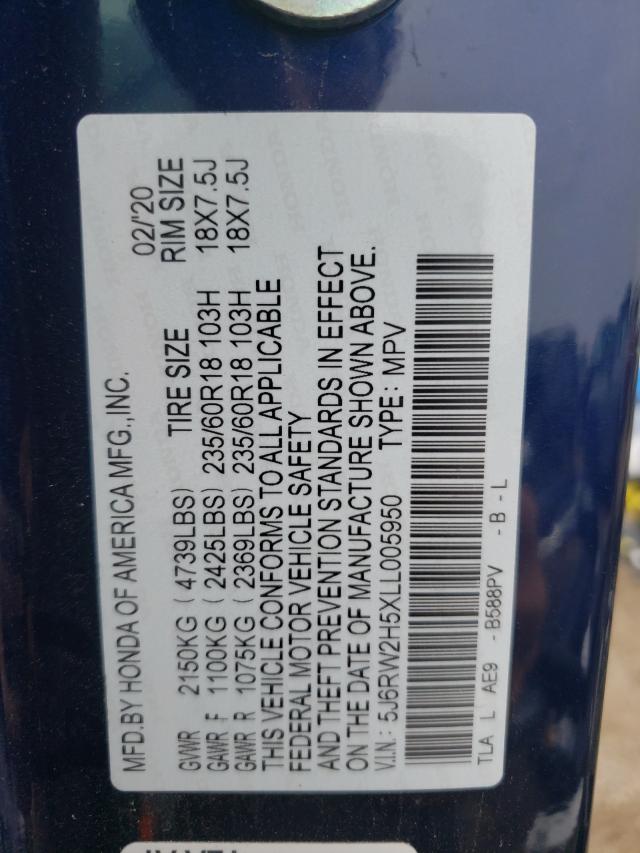 MFD.BY HONDA OF AMERICA MFG.,INC. 02/'20
GVWR 2150KG ( 4739LBS) TIRE SIZE RIM SIZE
GAWR F 1100KG ( 2425LBS) 235/60R18 103H 18X7.5J
GAWR R 1075KG ( 2369LBS) 235/60R18 103H 18X7.5J
THIS VEHICLE CONFORMS TO ALL APPLICABLE
FEDERAL MOTOR VEHICLE SAFETY
AND THEFT PREVENTION STANDARDS IN EFFECT
ON THE DATE OF MANUFACTURE SHOWN ABOVE.
V.I.N.: 5J6RW2H5XLL005950 TYPE: MPV
TLA L AE9 - B588PV - B - L